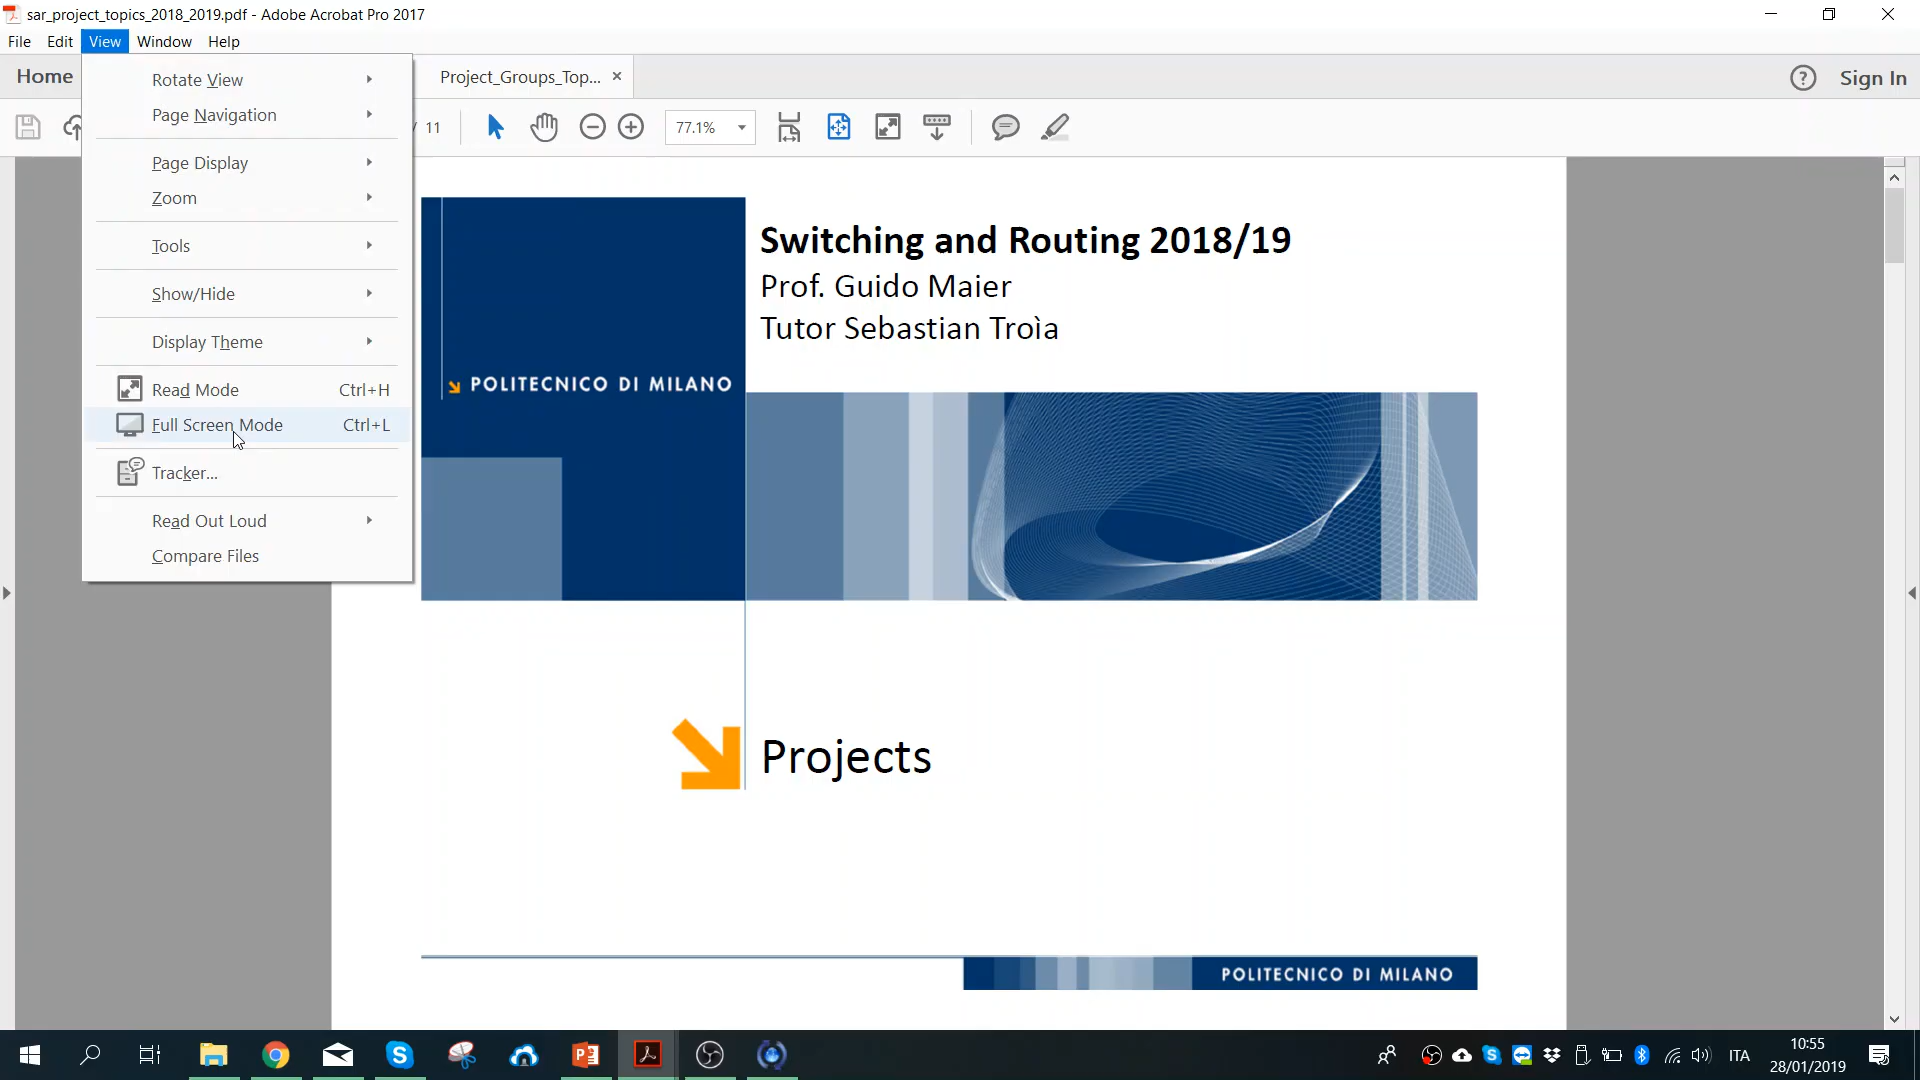 sar_project_topics_2018_2019.pdf - Adobe Acrobat Pro 2017
File Edit View Window Help
Home
Project_Groups_Top...
Sign In
/ 11
77.1%
Rotate View
Page Navigation
Page Display
Zoom
Tools
Show/Hide
Display Theme
Read Mode Ctrl+H
Full Screen Mode Ctrl+L
Tracker...
Read Out Loud
Compare Files
Switching and Routing 2018/19
Prof. Guido Maier
Tutor Sebastian Troìa
POLITECNICO DI MILANO
Projects
POLITECNICO DI MILANO
ITA
10:55
28/01/2019